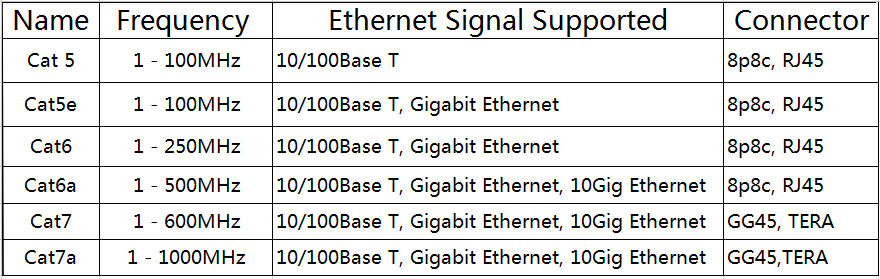 Name Frequency Ethernet Signal Supported Connector
Cat 5 1 - 100MHz 10/100Base T 8p8c, RJ45
Cat5e 1 - 100MHz 10/100Base T, Gigabit Ethernet 8p8c, RJ45
Cat6 1 - 250MHz 10/100Base T, Gigabit Ethernet 8p8c, RJ45
Cat6a 1 - 500MHz 10/100Base T, Gigabit Ethernet, 10Gig Ethernet 8p8c, RJ45
Cat7 1 - 600MHz 10/100Base T, Gigabit Ethernet, 10Gig Ethernet GG45, TERA
Cat7a 1 - 1000MHz 10/100Base T, Gigabit Ethernet, 10Gig Ethernet GG45,TERA